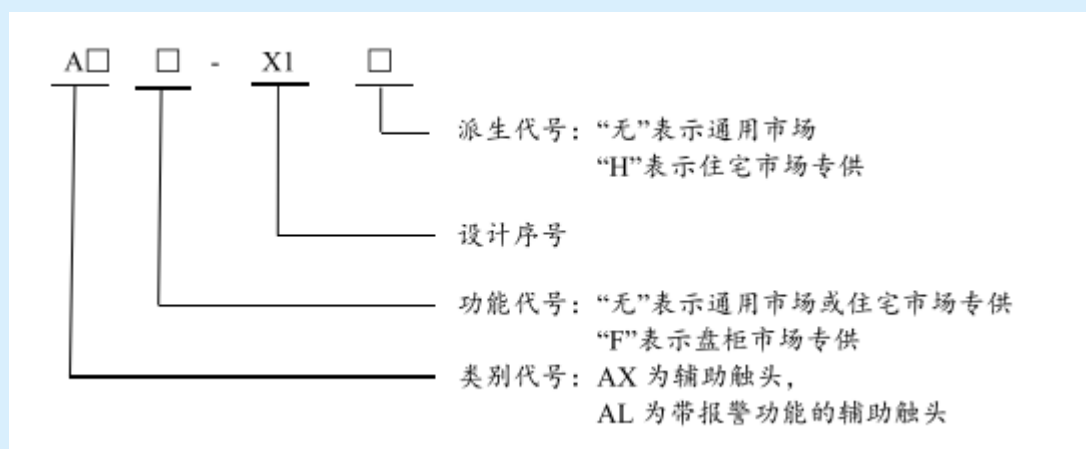 A□ □ - X1 □
派生代号：“无”表示通用市场
“H”表示住宅市场专供
设计序号
功能代号：“无”表示通用市场或住宅市场专供
“F”表示盘柜市场专供
类别代号：AX 为辅助触头，
AL 为带报警功能的辅助触头